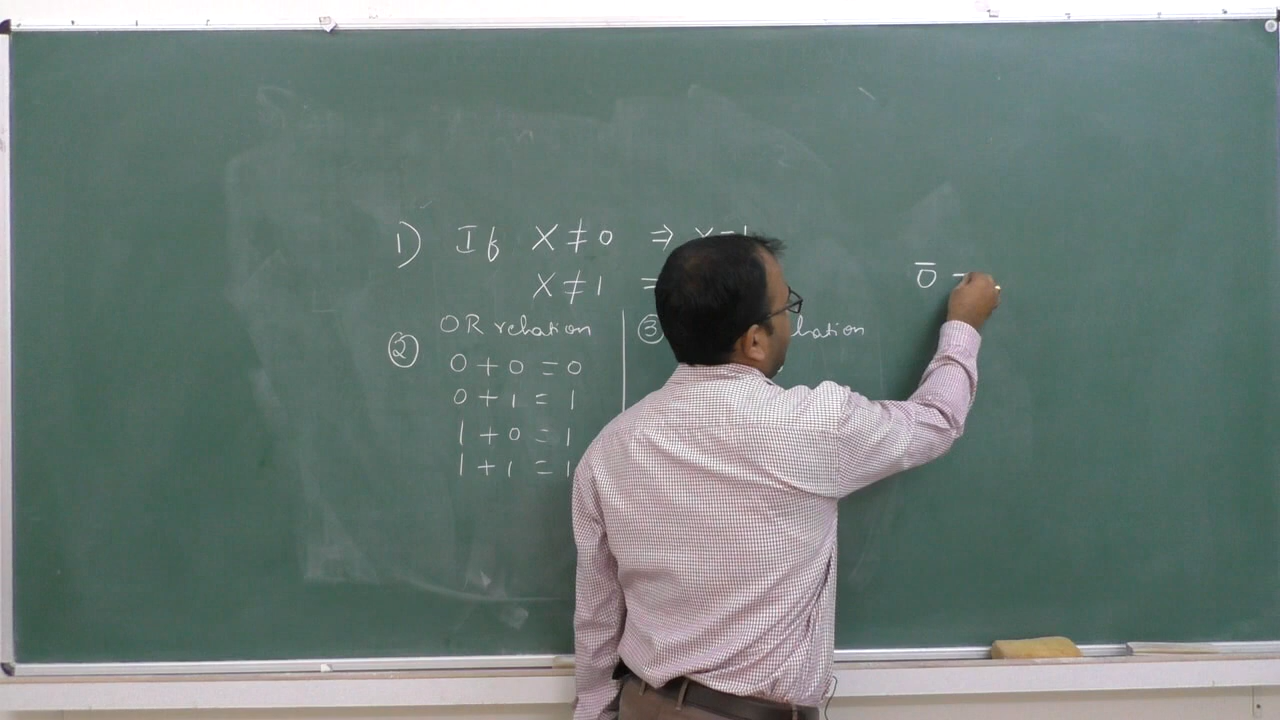 1) If X ≠ 0 ⇒ X = 1
X ≠ 1 =
② OR relation
0 + 0 = 0
0 + 1 = 1
1 + 0 = 1
1 + 1 = 1
③
0̅ -